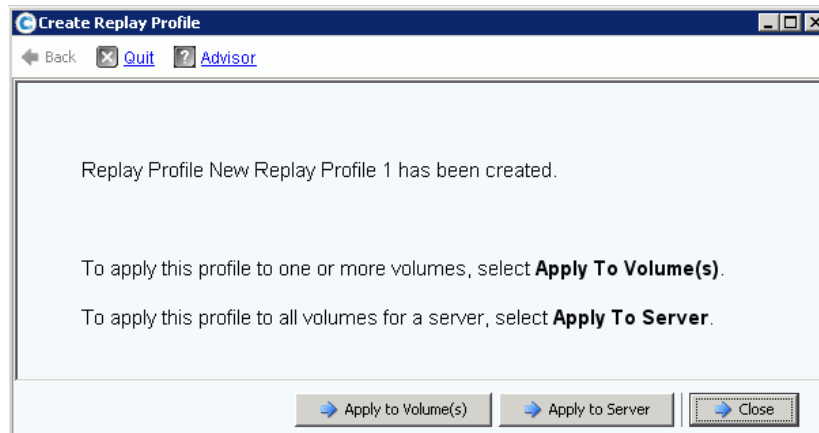 Create Replay Profile
Back Quit ? Advisor
Replay Profile New Replay Profile 1 has been created.
To apply this profile to one or more volumes, select Apply To Volume(s).
To apply this profile to all volumes for a server, select Apply To Server.
Apply to Volume(s) Apply to Server Close